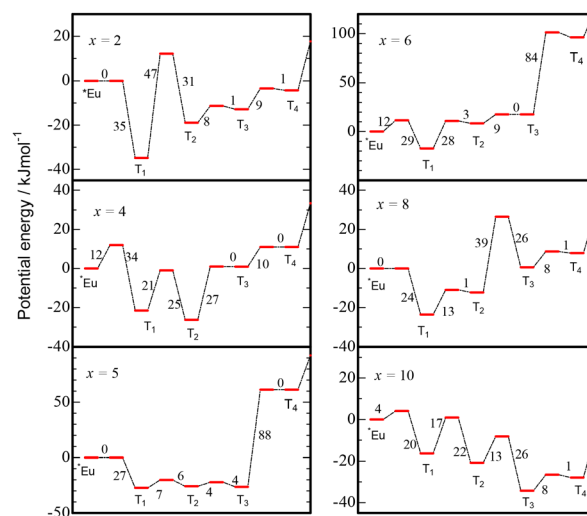 Potential energy / kJmol-1
20
0
-20
-40
x = 2
0
*Eu
35
T1
47
31
T2
8
1
T3
9
1
T4
40
20
0
-20
-40
x = 4
12
*Eu
34
T1
21
25
T2
27
0
T3
10
0
T4
50
0
-50
x = 5
0
*Eu
27
T1
7
6
T2
4
4
T3
88
0
T4
100
50
0
x = 6
12
*Eu
29
T1
28
3
T2
9
0
T3
84
T4
40
20
0
-20
-40
x = 8
0
*Eu
24
T1
13
1
T2
39
26
T3
8
1
T4
20
0
-20
-40
x = 10
4
*Eu
20
T1
17
22
T2
13
26
T3
8
1
T4